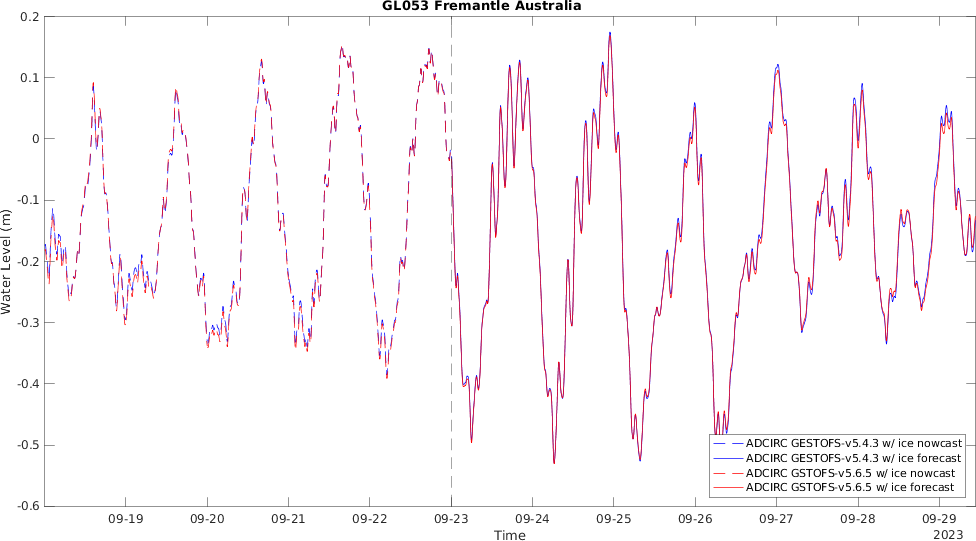 GL053 Fremantle Australia
0.2
0.1
0
-0.1
-0.2
-0.3
-0.4
-0.5
-0.6
Water Level (m)
ADCIRC GESTOFS-v5.4.3 w/ ice nowcast
ADCIRC GESTOFS-v5.4.3 w/ ice forecast
ADCIRC GSTOFS-v5.6.5 w/ ice nowcast
ADCIRC GSTOFS-v5.6.5 w/ ice forecast
09-19 09-20 09-21 09-22 09-23 09-24 09-25 09-26 09-27 09-28 09-29
Time
2023